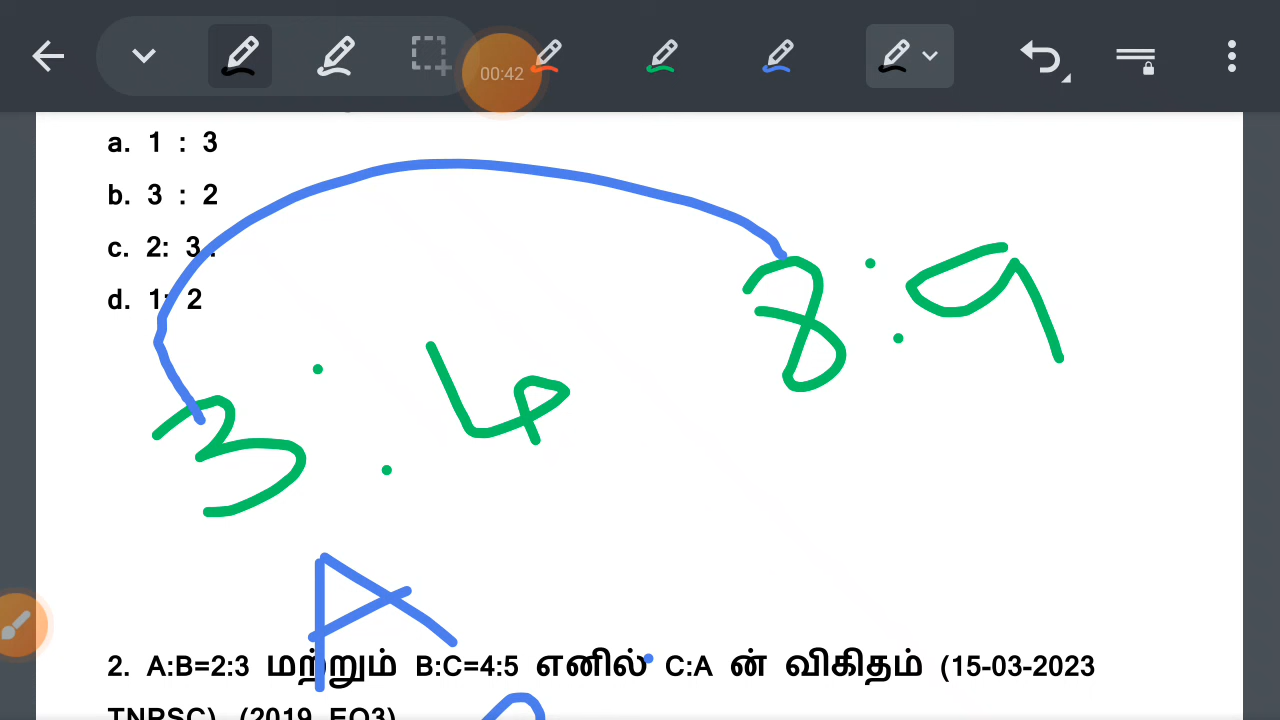 00:42
a. 1 : 3
b. 3 : 2
c. 2: 3.
d. 1: 2
8 : 9
3 : 4
A
2. A:B=2:3 மற்றும் B:C=4:5 எனில் C:A ன் விகிதம் (15-03-2023
TNPSC) (2019 EO3)